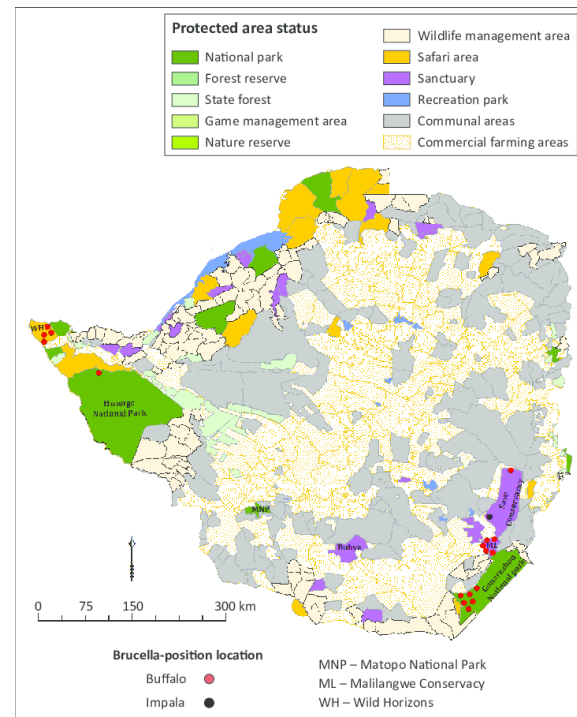 Protected area status
National park
Forest reserve
State forest
Game management area
Nature reserve
Wildlife management area
Safari area
Sanctuary
Recreation park
Communal areas
Commercial farming areas
WH
Hwange
National Park
MNP
Bubye
Save
Conservancy
ML
Gonarezhou
National park
0 75 150 300 km
Brucella-position location
Buffalo
Impala
MNP – Matopo National Park
ML – Malilangwe Conservacy
WH – Wild Horizons